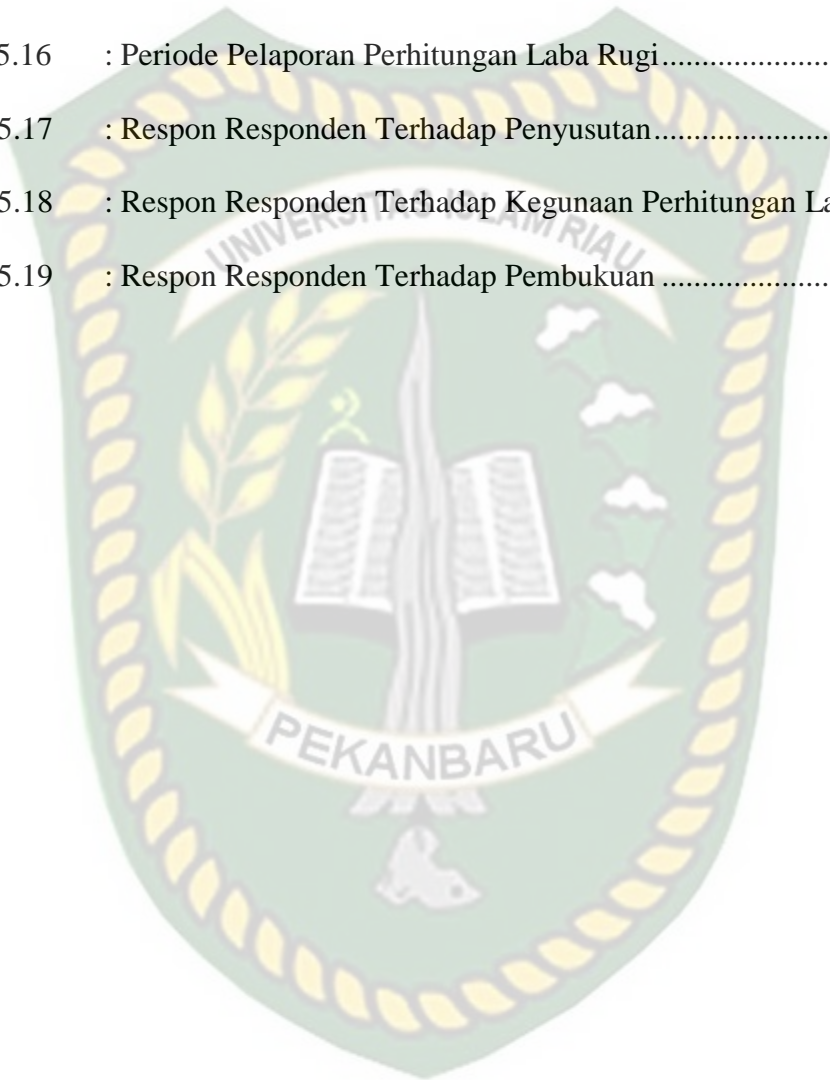 5.16 : Periode Pelaporan Perhitungan Laba Rugi.....................
5.17 : Respon Responden Terhadap Penyusutan......................
5.18 : Respon Responden Terhadap Kegunaan Perhitungan La
UNIVERSITAS ISLAM RIAU
5.19 : Respon Responden Terhadap Pembukuan .....................
PEKANBARU